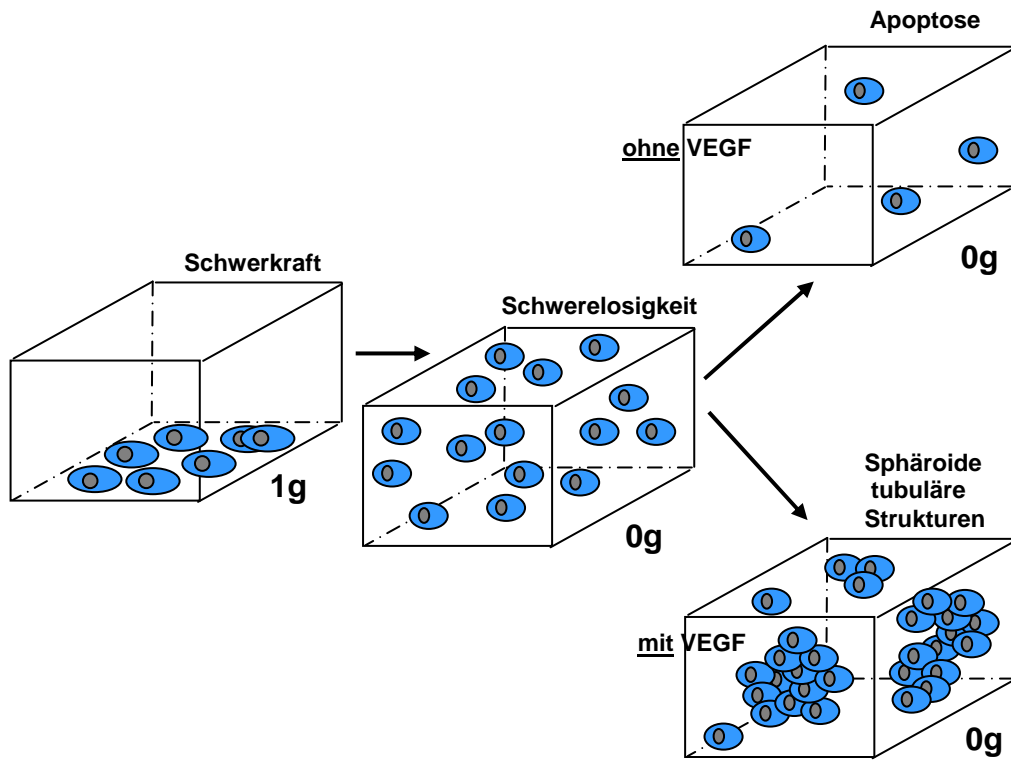 Apoptose
ohne VEGF
0g
Schwerkraft
1g
Schwerelosigkeit
0g
Sphäroide
tubuläre
Strukturen
mit VEGF
0g